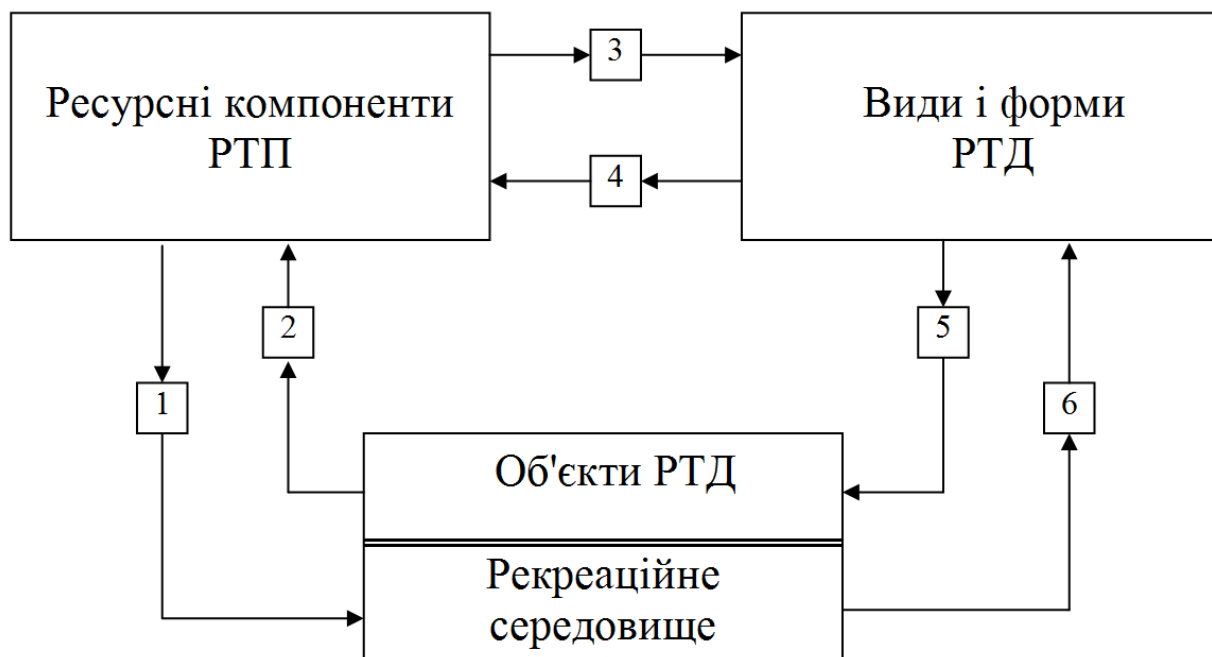 Ресурсні компоненти
РТП
3
4
Види і форми
РТД
1
2
5
6
Об'єкти РТД
Рекреаційне
середовище